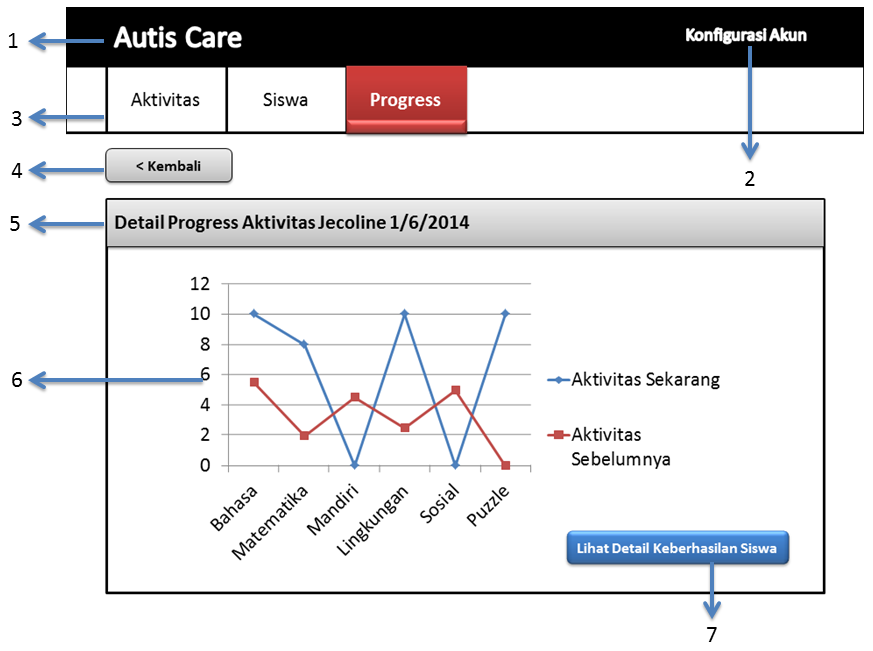 1
Autis Care
Konfigurasi Akun
3
Aktivitas
Siswa
Progress
4
< Kembali
2
5
Detail Progress Aktivitas Jecoline 1/6/2014
12
10
8
6
4
2
0
6
Bahasa
Matematika
Mandiri
Lingkungan
Sosial
Puzzle
Aktivitas Sekarang
Aktivitas
Sebelumnya
Lihat Detail Keberhasilan Siswa
7